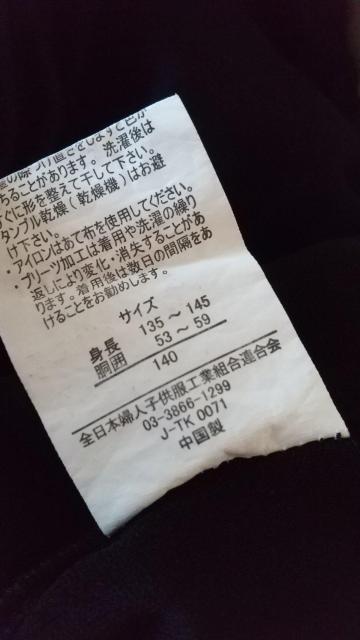 ちることがあります。洗濯後は
ぐに形を整えて干して下さい。
タンブル乾燥(乾燥機)はお避
け下さい。
・アイロンはあて布を使用してください。
・プリーツ加工は着用や洗濯の繰り
返しにより変化・消失することがあ
ります。着用後は数日の間隔をあ
けることをお勧めします。
サイズ
身長 135～145
胴囲 53～59
140
全日本婦人子供服工業組合連合会
03-3866-1299
J-TK 0071
中国製